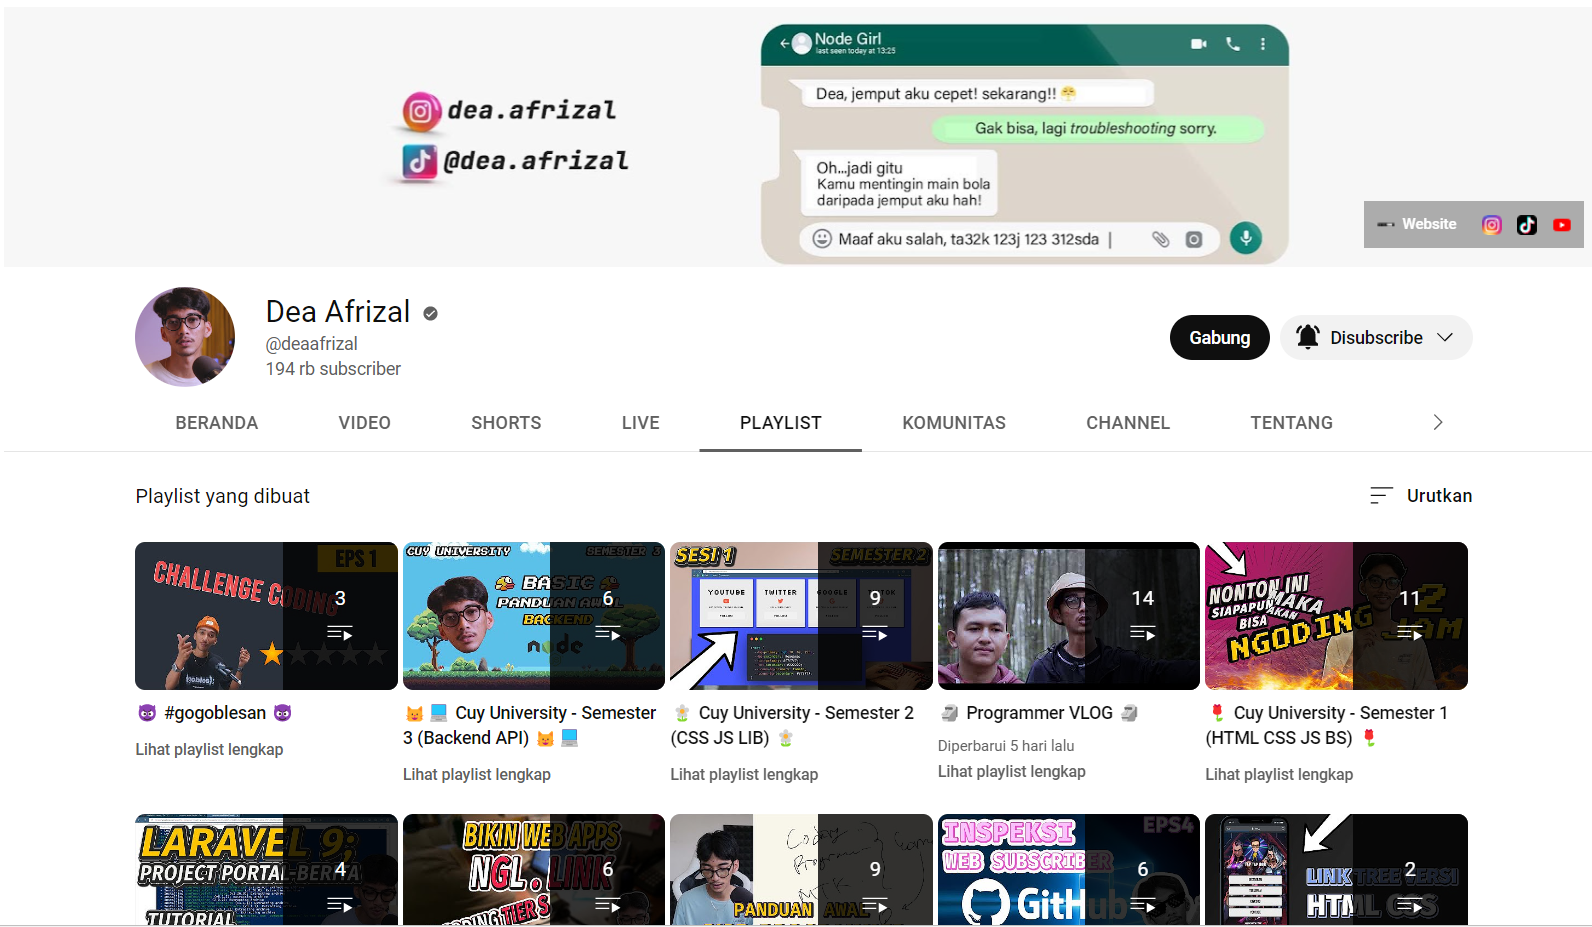 Node Girl
last seen today at 13:25
dea.afrizal
@dea.afrizal
Dea, jemput aku cepet! sekarang!!
Gak bisa, lagi troubleshooting sorry.
Oh...jadi gitu
Kamu mentingin main bola
daripada jemput aku hah!
Maaf aku salah, ta32k 123j 123 312sda
Website
Dea Afrizal
@deaafrizal
194 rb subscriber
Gabung
Disubscribe
BERANDA VIDEO SHORTS LIVE PLAYLIST KOMUNITAS CHANNEL TENTANG
Playlist yang dibuat
Urutkan
EPS 1
CHALLENGE CODING
3
#gogoblesan
Lihat playlist lengkap
CUY UNIVERSITY SEMESTER 3
BASIC
PANDUAN AWAL
BACKEND
node
6
Cuy University - Semester
3 (Backend API)
Lihat playlist lengkap
SESI 1 SEMESTER 2
YOUTUBE TWITTER GOOGLE
9
Cuy University - Semester 2
(CSS JS LIB)
Lihat playlist lengkap
14
Programmer VLOG
Diperbarui 5 hari lalu
Lihat playlist lengkap
NONTON INI
SIAPAPUN MAKA
BISA AKAN
NGODING
2
JAM
11
Cuy University - Semester 1
(HTML CSS JS BS)
Lihat playlist lengkap
LARAVEL 9;
PROJECT PORTAL-BERITA
TUTORIAL
4
BIKIN WEB APPS
NGL.LINK
CODING TIER S
6
Coding
Program
MTK
PANDUAN AWAL
9
INSPEKSI EPS4
WEB SUBSCRIBER
GitHub
6
LINK TREE VERSI
HTML CSS
2